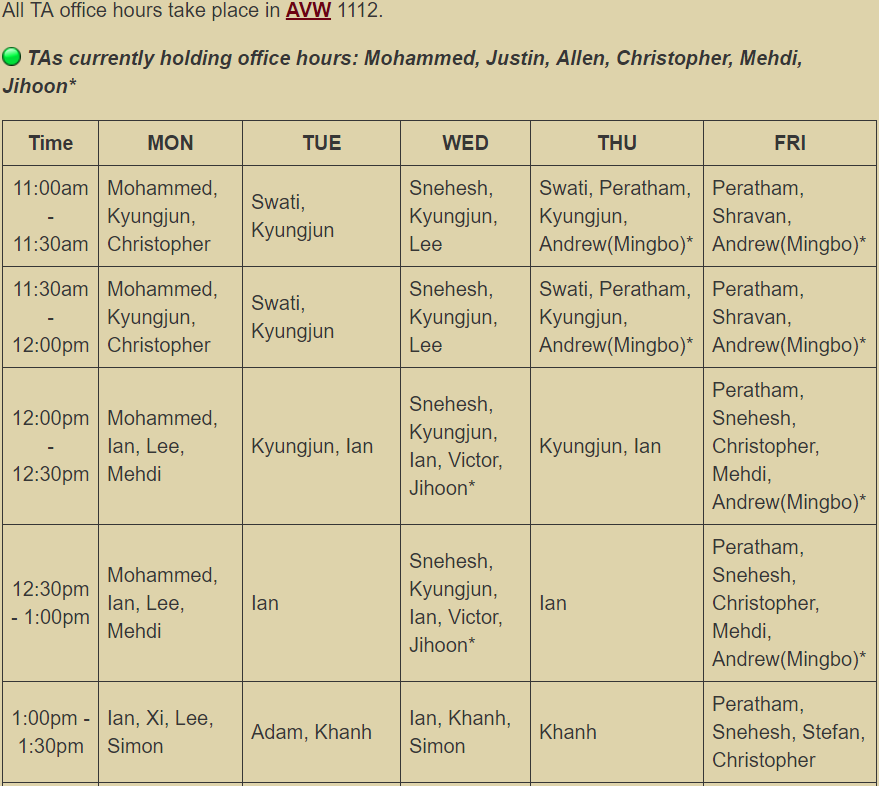 All TA office hours take place in AVW 1112.
TAs currently holding office hours: Mohammed, Justin, Allen, Christopher, Mehdi,
Jihoon*
Time MON TUE WED THU FRI
11:00am
-
11:30am
Mohammed,
Kyungjun,
Christopher
Swati,
Kyungjun
Snehesh,
Kyungjun,
Lee
Swati, Peratham,
Kyungjun,
Andrew(Mingbo)*
Peratham,
Shravan,
Andrew(Mingbo)*
11:30am
-
12:00pm
Mohammed,
Kyungjun,
Christopher
Swati,
Kyungjun
Snehesh,
Kyungjun,
Lee
Swati, Peratham,
Kyungjun,
Andrew(Mingbo)*
Peratham,
Shravan,
Andrew(Mingbo)*
12:00pm
-
12:30pm
Mohammed,
Ian, Lee,
Mehdi
Kyungjun, Ian
Snehesh,
Kyungjun,
Ian, Victor,
Jihoon*
Kyungjun, Ian
Peratham,
Snehesh,
Christopher,
Mehdi,
Andrew(Mingbo)*
12:30pm
- 1:00pm
Mohammed,
Ian, Lee,
Mehdi
Ian
Snehesh,
Kyungjun,
Ian, Victor,
Jihoon*
Ian
Peratham,
Snehesh,
Christopher,
Mehdi,
Andrew(Mingbo)*
1:00pm -
1:30pm
Ian, Xi, Lee,
Simon
Adam, Khanh
Ian, Khanh,
Simon
Khanh
Peratham,
Snehesh, Stefan,
Christopher